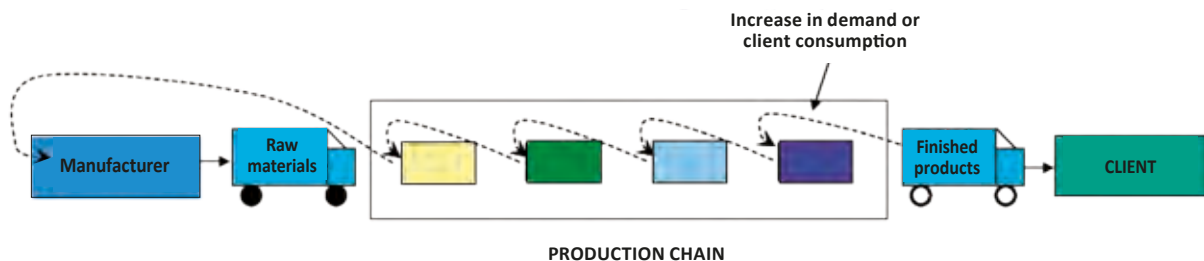 Increase in demand or
client consumption
Manufacturer
Raw
materials
Finished
products
CLIENT
PRODUCTION CHAIN